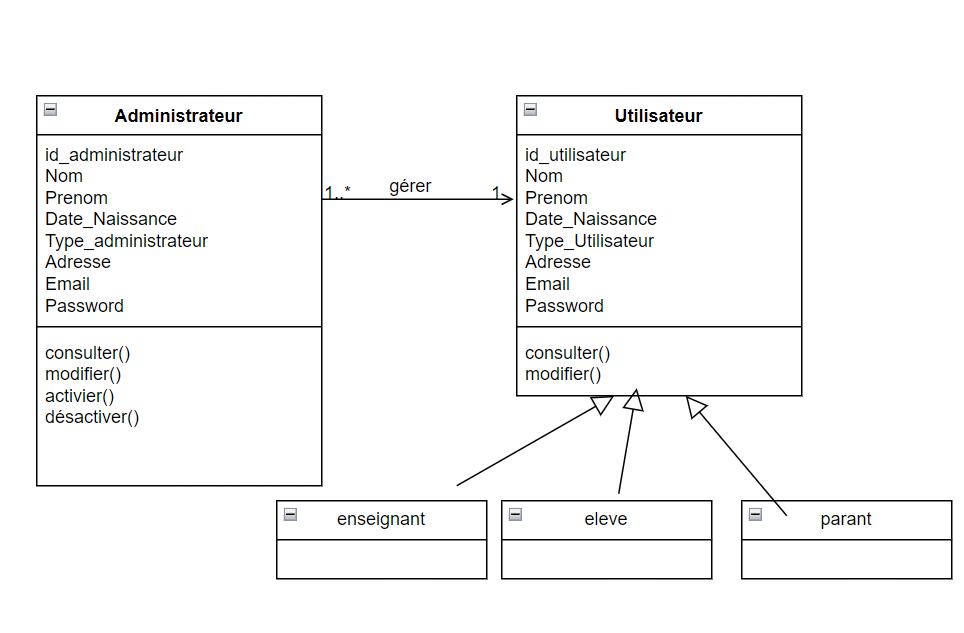 Administrateur
id_administrateur
Nom
Prenom
Date_Naissance
Type_administrateur
Adresse
Email
Password
consulter()
modifier()
activier()
désactiver()
1..*
gérer
1
Utilisateur
id_utilisateur
Nom
Prenom
Date_Naissance
Type_Utilisateur
Adresse
Email
Password
consulter()
modifier()
enseignant
eleve
parant